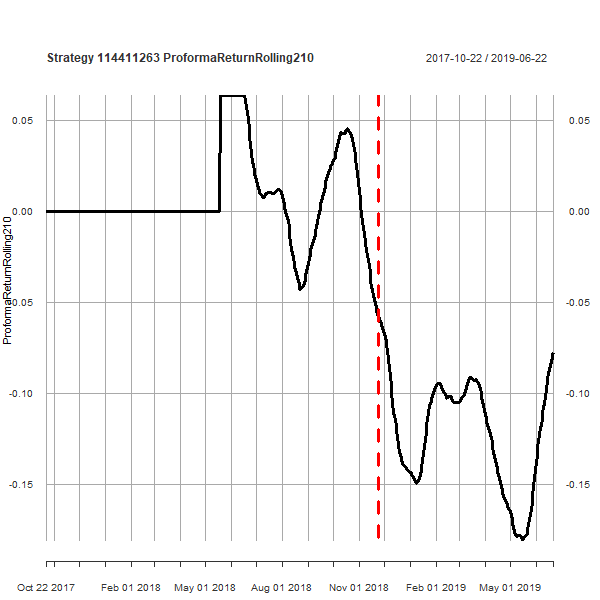 Strategy 114411263 ProformaReturnRolling210
2017-10-22 / 2019-06-22
0.05
0.05
0.00
0.00
-0.05
-0.05
-0.10
-0.10
-0.15
-0.15
ProformaReturnRolling210
Oct 22 2017
Feb 01 2018
May 01 2018
Aug 01 2018
Nov 01 2018
Feb 01 2019
May 01 2019